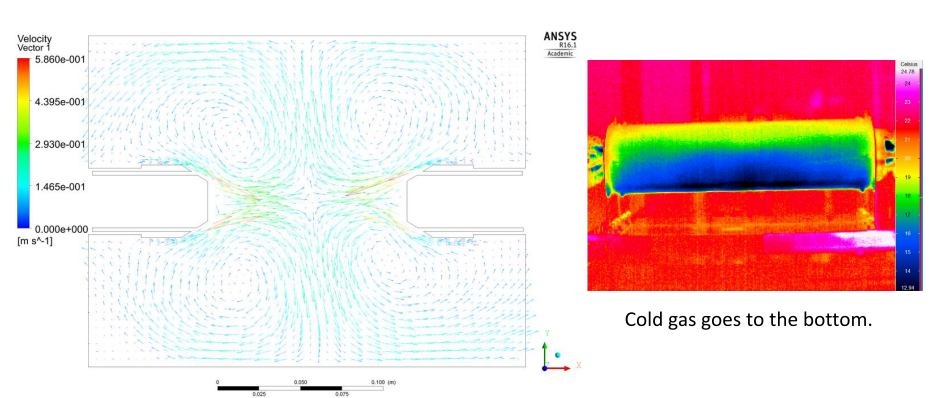 Velocity
Vector 1
5.860e-001
4.395e-001
2.930e-001
1.465e-001
0.000e+000
[m s^-1]
ANSYS
R16.1
Academic
Y
X
0
0.050
0.100 (m)
0.025
0.075
Celsius
24.78
24
23
22
21
20
19
18
17
16
15
14
12.94
Cold gas goes to the bottom.